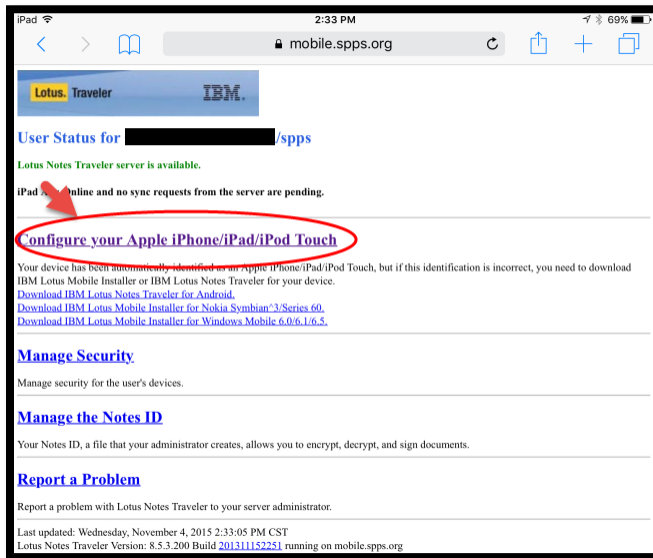 iPad 2:33 PM 69%
mobile.spps.org
Lotus. Traveler IBM.
User Status for /spps
Lotus Notes Traveler server is available.
iPad online and no sync requests from the server are pending.
Configure your Apple iPhone/iPad/iPod Touch
Your device has been automatically identified as an Apple iPhone/iPad/iPod Touch, but if this identification is incorrect, you need to download
IBM Lotus Mobile Installer or IBM Lotus Notes Traveler for your device.
Download IBM Lotus Notes Traveler for Android.
Download IBM Lotus Mobile Installer for Nokia Symbian^3/Series 60.
Download IBM Lotus Mobile Installer for Windows Mobile 6.0/6.1/6.5.
Manage Security
Manage security for the user's devices.
Manage the Notes ID
Your Notes ID, a file that your administrator creates, allows you to encrypt, decrypt, and sign documents.
Report a Problem
Report a problem with Lotus Notes Traveler to your server administrator.
Last updated: Wednesday, November 4, 2015 2:33:05 PM CST
Lotus Notes Traveler Version: 8.5.3.200 Build 201311152251 running on mobile.spps.org